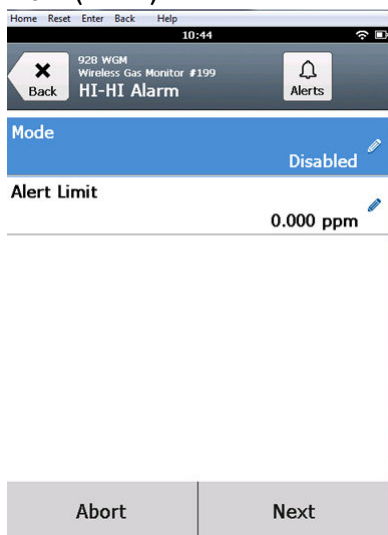 Home Reset Enter Back Help
10:44
928 WGM
Wireless Gas Monitor #199
Back HI-HI Alarm Alerts
Mode
Disabled
Alert Limit
0.000 ppm
Abort Next